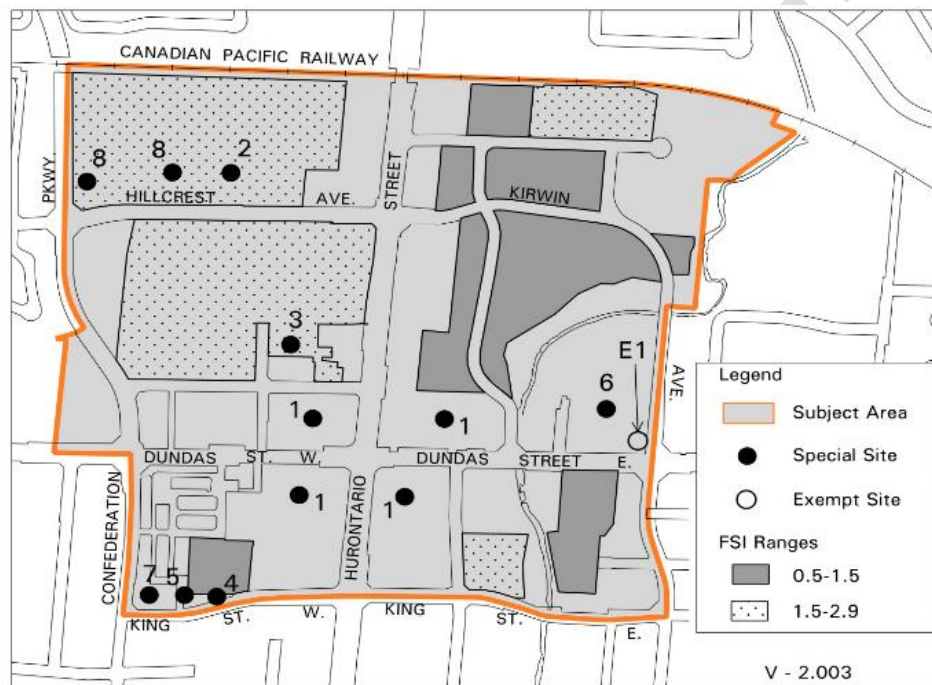 CANADIAN PACIFIC RAILWAY
PKWY
8
8
2
HILLCREST AVE.
STREET
KIRWIN
3
E1
6
AVE.
1
1
DUNDAS ST. W.
DUNDAS STREET E.
1
1
CONFEDERATION
HURONTARIO
7 5 4
KING ST. W. KING ST. E.
Legend
Subject Area
Special Site
Exempt Site
FSI Ranges
0.5-1.5
1.5-2.9
V - 2.003